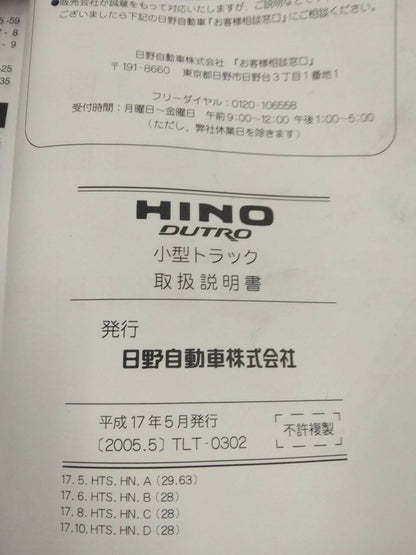 ●販売会社が誠意をもって対応いたしますが、ご説明など
ございましたら下記の日野自動車「お客様相談窓口」にご相談ください。
日野自動車株式会社 「お客様相談窓口」
〒191-8660 東京都日野市日野台3丁目1番地1
フリーダイヤル：0120-106558
受付時間：月曜日〜金曜日 午前9:00〜12:00 午後1:00〜5:00
（ただし，弊社休業日を除きます）
5-59
7- 8
- 9
-25
35
HINO
DUTRO
小型トラック
取扱説明書
発行
日野自動車株式会社
平成17年5月発行
〔2005.5〕TLT-0302
不許複製
17.5. HTS. HN. A (29.63)
17.6. HTS. HN. B (28)
17.8. HTS. HN. C (28)
17.10. HTS. HN. D (28)